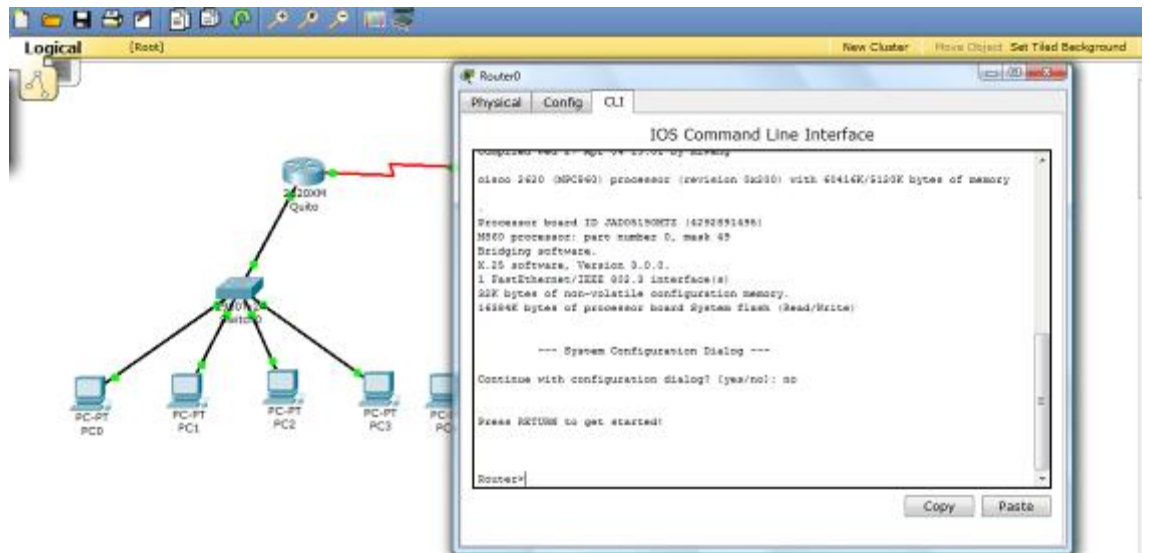 Logical [Root] New Cluster Move Object Set Tiled Background
Router0
Physical Config CLI
IOS Command Line Interface
cisco 2620 (MPC860) processor (revision 0x200) with 60416K/5120K bytes of memory
.
Processor board ID
M860 processor: part number 0, mask 49
Bridging software.
X.25 software, Version 3.0.0.
1 FastEthernet/IEEE 802.3 interface(s)
32K bytes of non-volatile configuration memory.
16384K bytes of processor board System flash (Read/Write)
--- System Configuration Dialog ---
Continue with configuration dialog? [yes/no]: no
Press RETURN to get started!
Router>
Copy Paste
Quito
PC-PT
PC0
PC-PT
PC1
PC-PT
PC2
PC-PT
PC3